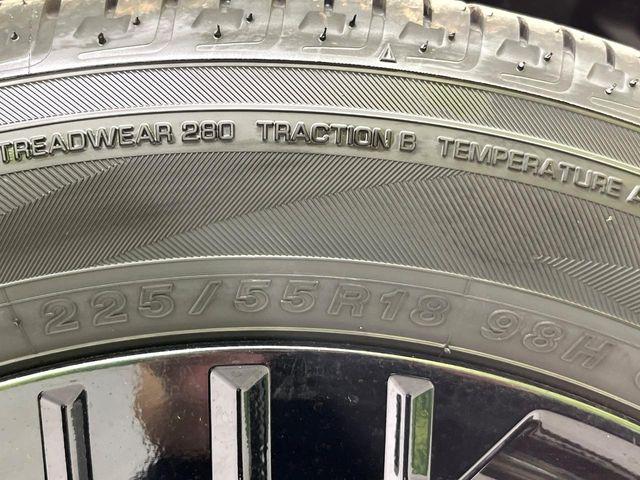 TREADWEAR 280 TRACTION B TEMPERATURE A
225/55R18 98H